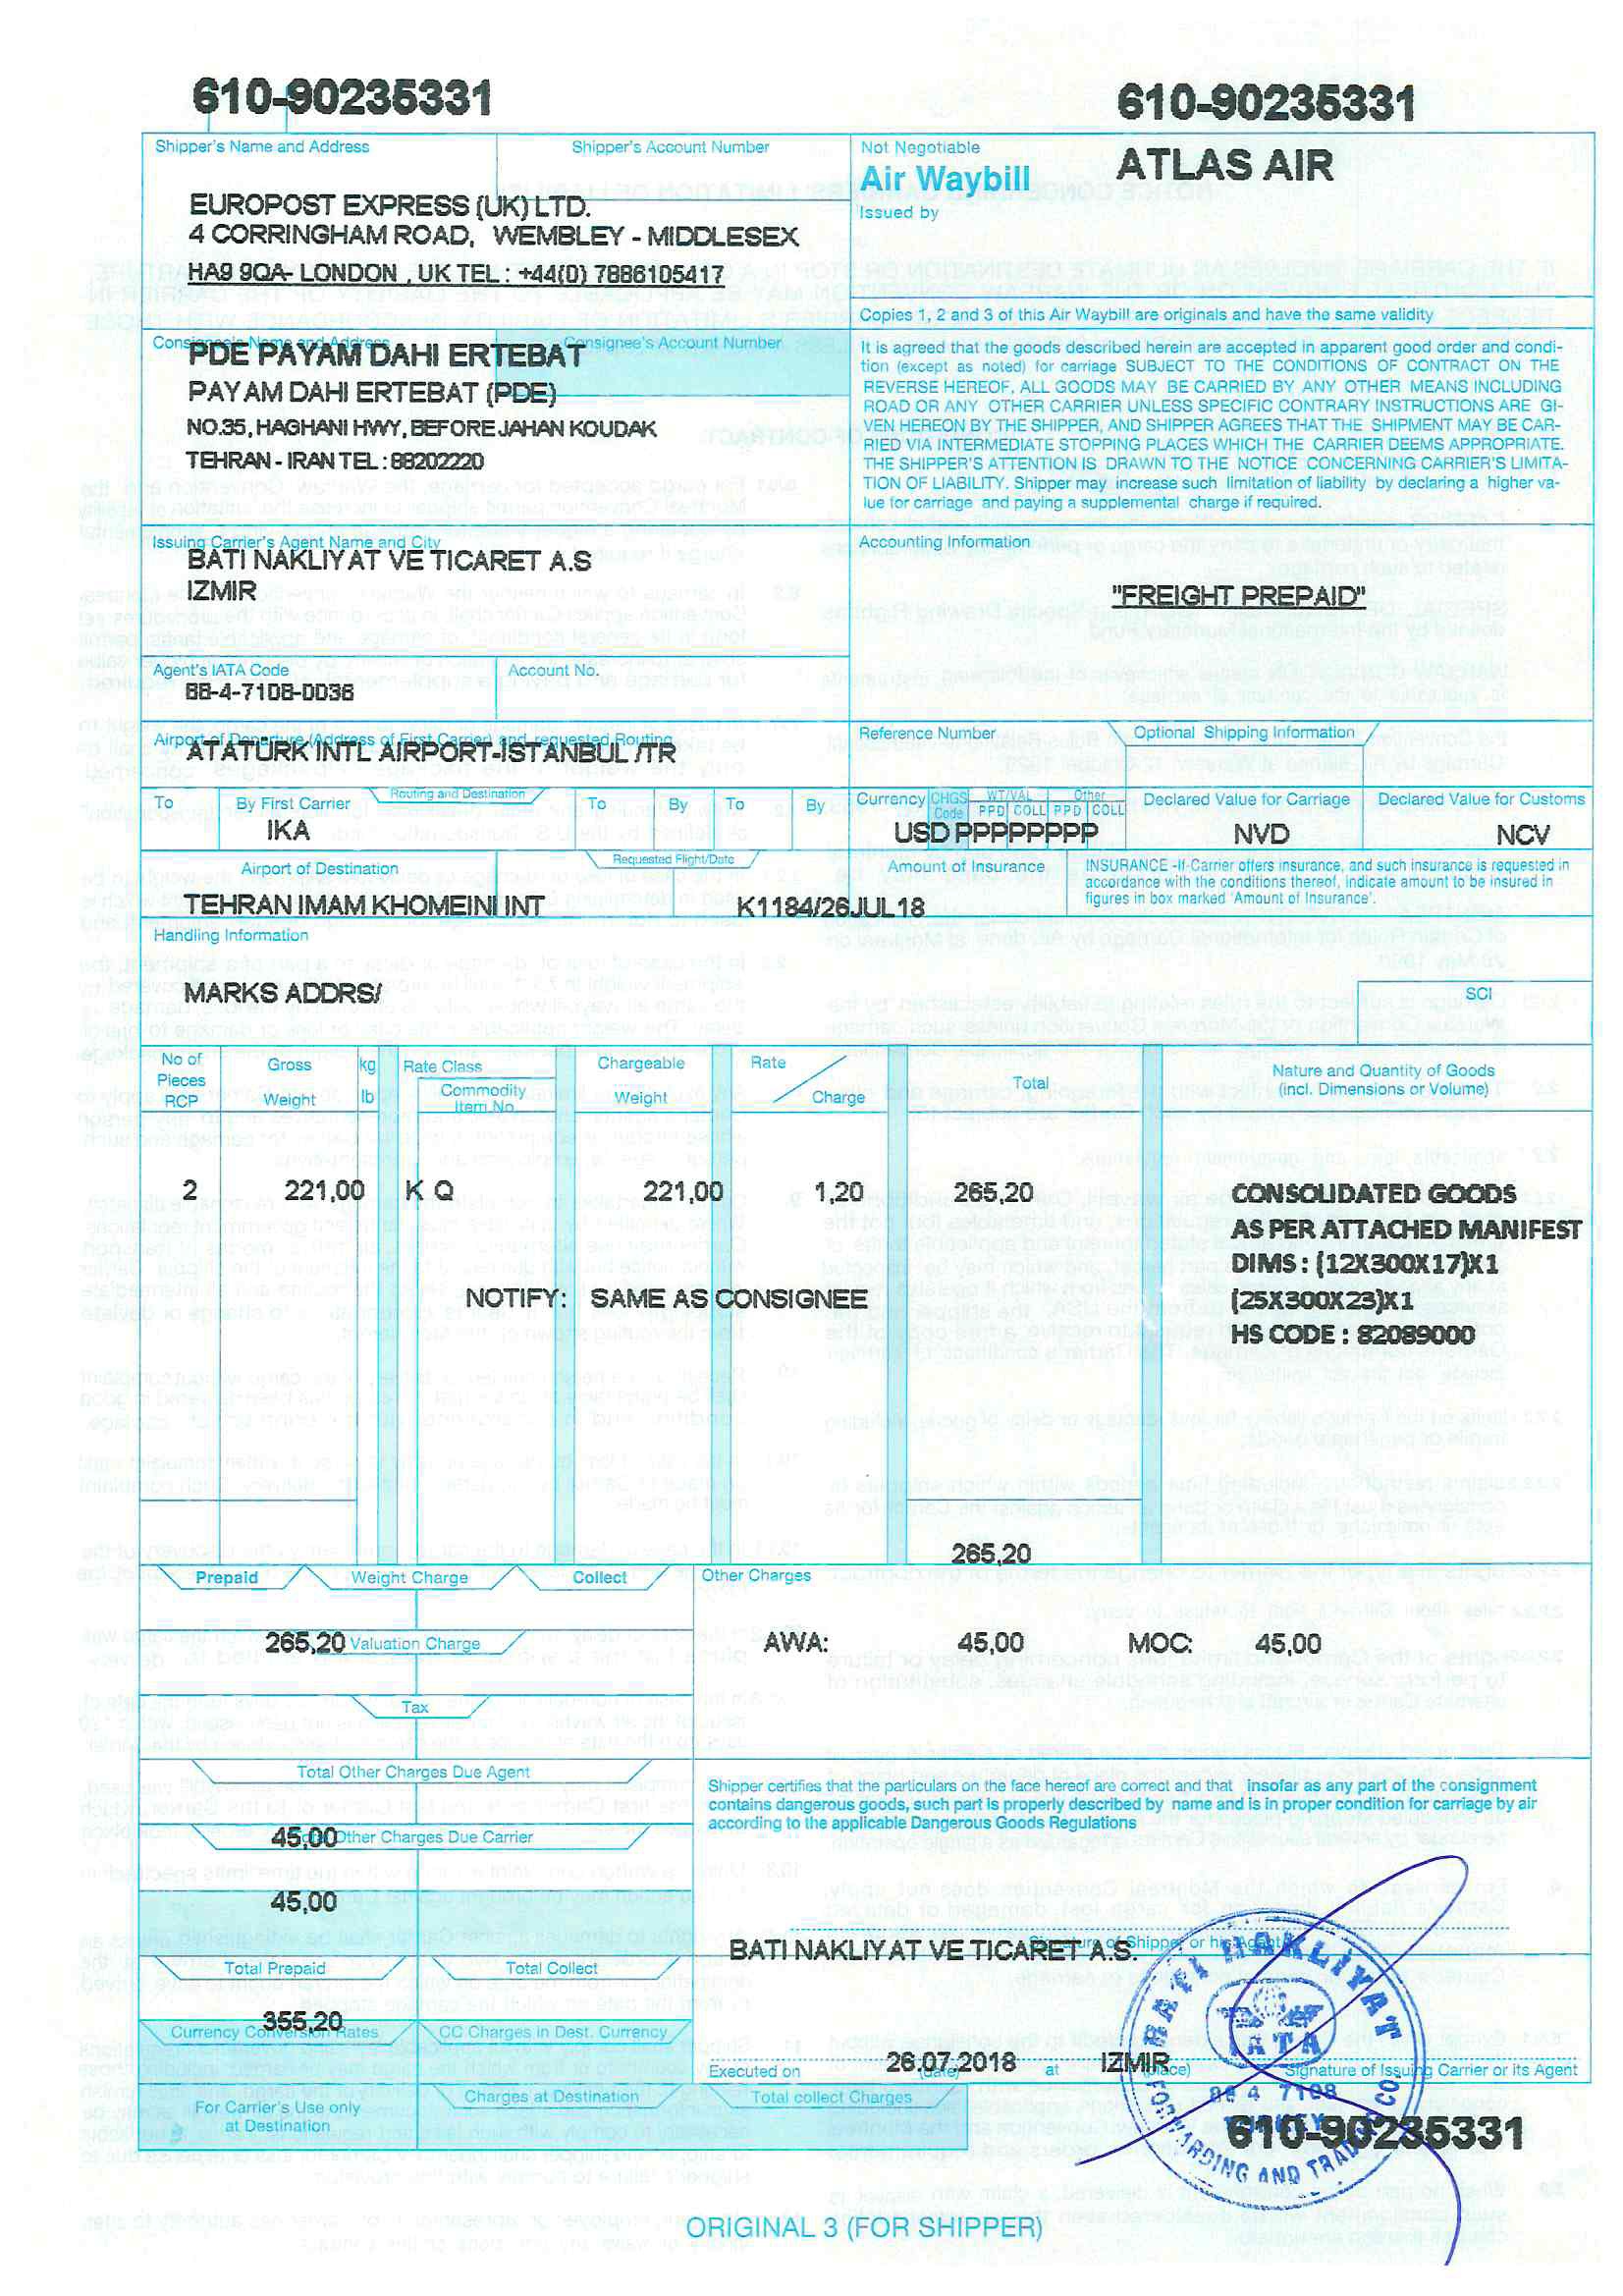 610-90235331
610-90235331
Shipper's Name and Address
Shipper's Account Number
Not Negotiable
Air Waybill
Issued by
ATLAS AIR
EUROPOST EXPRESS (UK) LTD.
4 CORRINGHAM ROAD, WEMBLEY - MIDDLESEX
HA9 9QA- LONDON , UK TEL : +44(0) 7886105417
Copies 1, 2 and 3 of this Air Waybill are originals and have the same validity
Consignee's Name and Address
Consignee's Account Number
PDE PAYAM DAHI ERTEBAT
PAYAM DAHI ERTEBAT (PDE)
NO.35, HAGHANI HWY, BEFORE JAHAN KOUDAK
TEHRAN - IRAN TEL : 88202220
It is agreed that the goods described herein are accepted in apparent good order and condi-
tion (except as noted) for carriage SUBJECT TO THE CONDITIONS OF CONTRACT ON THE
REVERSE HEREOF, ALL GOODS MAY BE CARRIED BY ANY OTHER MEANS INCLUDING
ROAD OR ANY OTHER CARRIER UNLESS SPECIFIC CONTRARY INSTRUCTIONS ARE GI-
VEN HEREON BY THE SHIPPER, AND SHIPPER AGREES THAT THE SHIPMENT MAY BE CAR-
RIED VIA INTERMEDIATE STOPPING PLACES WHICH THE CARRIER DEEMS APPROPRIATE.
THE SHIPPER'S ATTENTION IS DRAWN TO THE NOTICE CONCERNING CARRIER'S LIMITA-
TION OF LIABILITY. Shipper may increase such limitation of liability by declaring a higher va-
lue for carriage and paying a supplemental charge if required.
Issuing Carrier's Agent Name and City
BATI NAKLIYAT VE TICARET A.S
IZMIR
Accounting Information
"FREIGHT PREPAID"
Agent's IATA Code
Account No.
88-4-7108-0036
Airport of Departure (Address of First Carrier) and requested Routing
ATATÜRK INTL AIRPORT-İSTANBUL /TR
Reference Number
Optional Shipping Information
To
By First Carrier
Routing and Destination
To
By
To
By
IKA
Currency
CHGS Code
WT/VAL
Other
PPD COLL PPD COLL
Declared Value for Carriage
Declared Value for Customs
USD PPPPPPPP
NVD
NCV
Airport of Destination
Requested Flight/Date
Amount of Insurance
INSURANCE -If Carrier offers insurance, and such insurance is requested in
accordance with the conditions thereof, indicate amount to be insured in
figures in box marked 'Amount of Insurance'.
TEHRAN IMAM KHOMEINI INT
K1184/26JUL18
Handling Information
MARKS ADDRS/
SCI
No of Pieces RCP
Gross Weight
kg lb
Rate Class
Commodity Item No.
Chargeable Weight
Rate / Charge
Total
Nature and Quantity of Goods
(incl. Dimensions or Volume)
2 221,00 K Q 221,00 1,20 265,20
CONSOLIDATED GOODS
AS PER ATTACHED MANIFEST
DIMS : (12X300X17)X1
(25X300X23)X1
HS CODE : 82089000
NOTIFY: SAME AS CONSIGNEE
265,20
Prepaid
Weight Charge
Collect
Other Charges
265,20
Valuation Charge
AWA: 45,00 MOC: 45,00
Tax
Total Other Charges Due Agent
45,00
Total Other Charges Due Carrier
45,00
Shipper certifies that the particulars on the face hereof are correct and that insofar as any part of the consignment
contains dangerous goods, such part is properly described by name and is in proper condition for carriage by air
according to the applicable Dangerous Goods Regulations
BATI NAKLIYAT VE TICARET A.S.
Signature of Shipper or his Agent
Total Prepaid
Total Collect
355,20
Currency Conversion Rates
CC Charges in Dest. Currency
26.07.2018
IZMIR
Executed on
(date)
at
(place)
Signature of Issuing Carrier or its Agent
BATI NAKLİYAT
IATA
88 4 7108
TURKEY
FORWARDING AND TRADING CO
For Carrier's Use only
at Destination
Charges at Destination
Total collect Charges
610-90235331
ORIGINAL 3 (FOR SHIPPER)